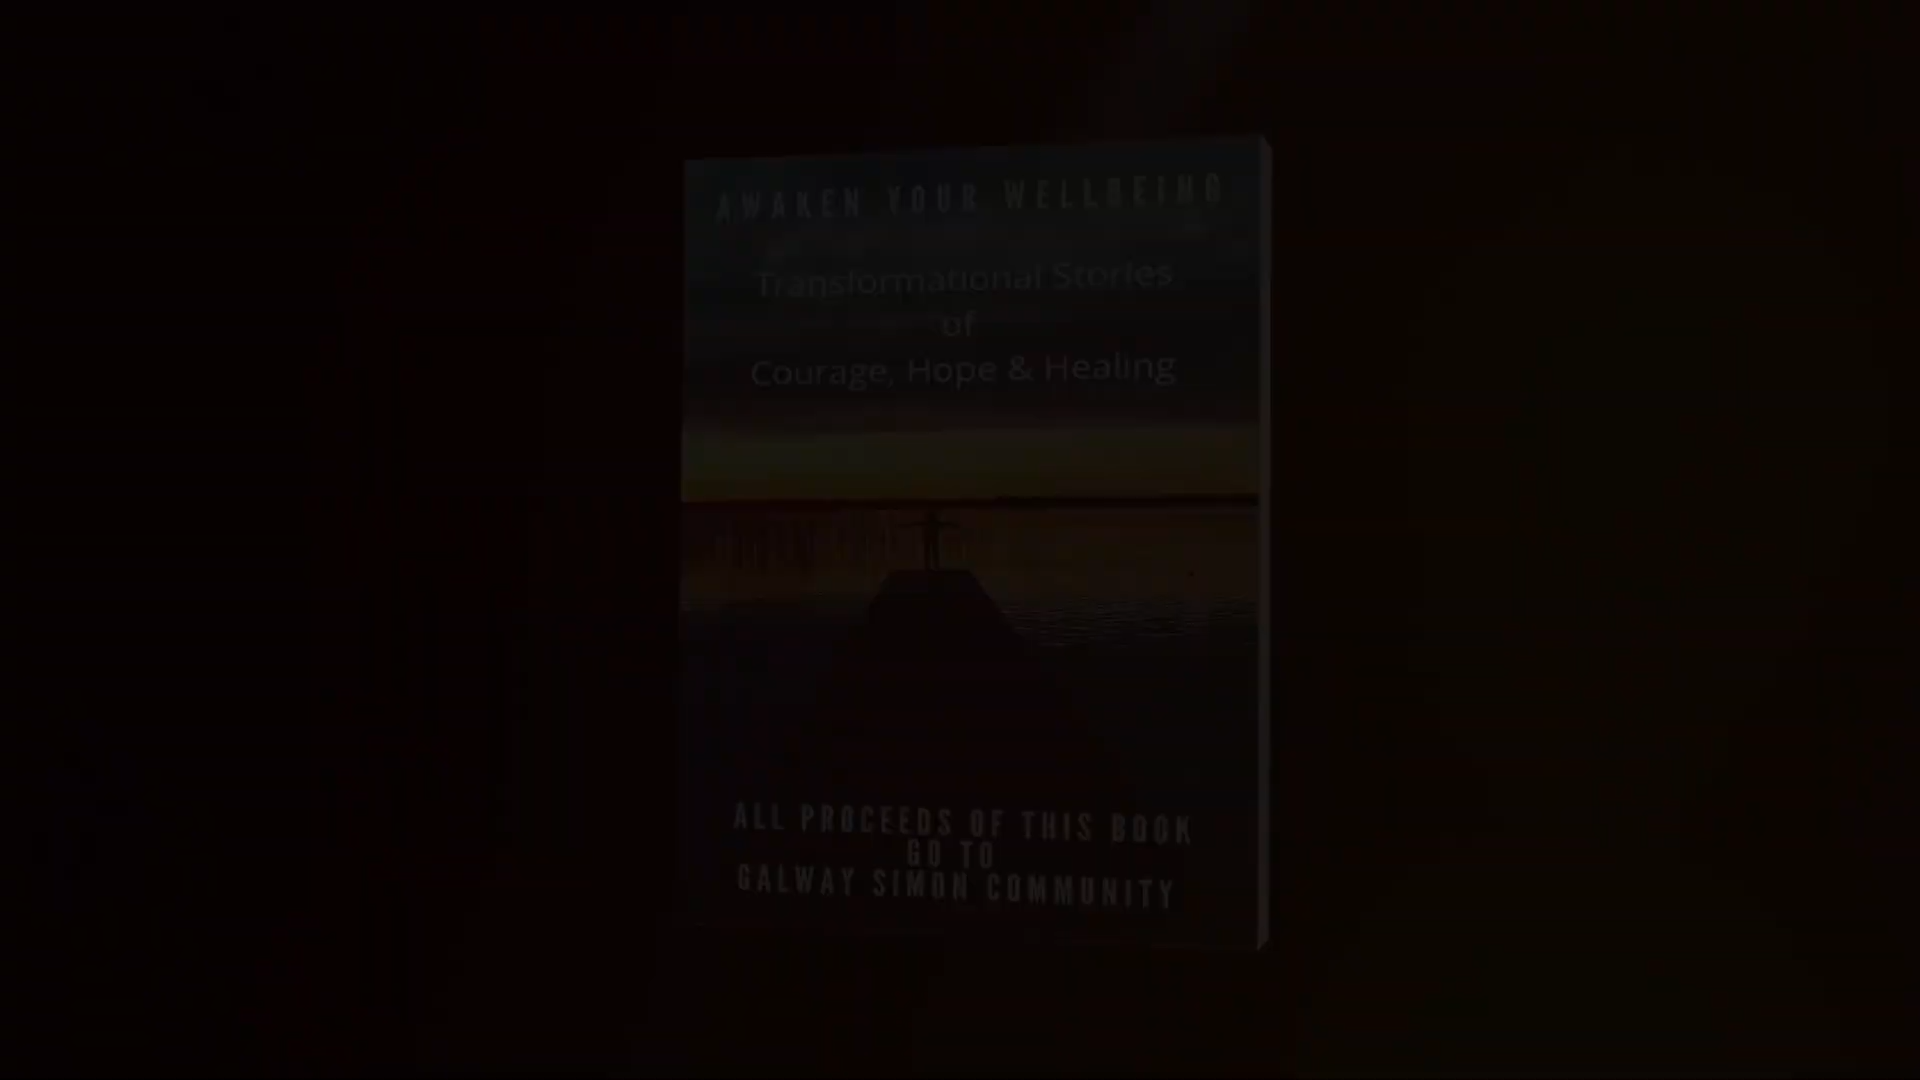 AWAKEN YOUR WELLBEING
Transformational Stories
of
Courage, Hope & Healing
ALL PROCEEDS OF THIS BOOK
GO TO
GALWAY SIMON COMMUNITY